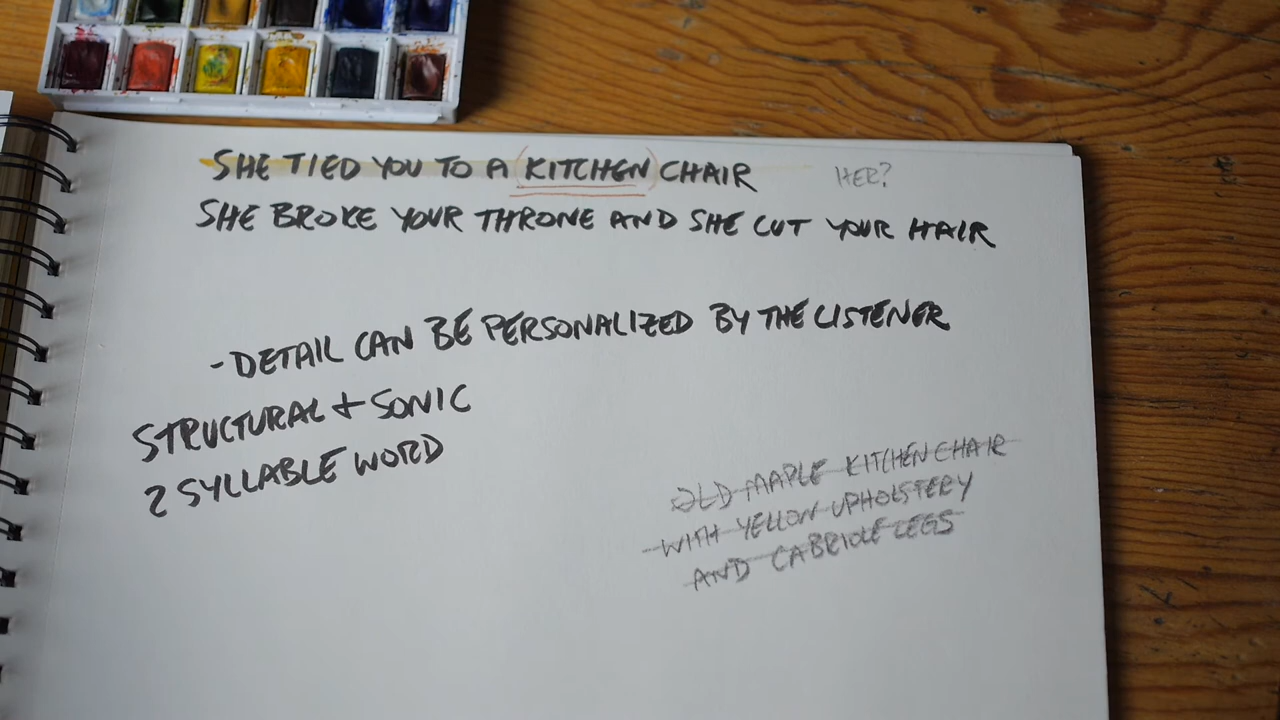 SHE TIED YOU TO A (KITCHEN) CHAIR HER?
SHE BROKE YOUR THRONE AND SHE CUT YOUR HAIR
-DETAIL CAN BE PERSONALIZED BY THE LISTENER
STRUCTURAL + SONIC
2 SYLLABLE WORD
OLD MAPLE KITCHEN CHAIR
WITH YELLOW UPHOLSTERY
AND CABRIOLE LEGS